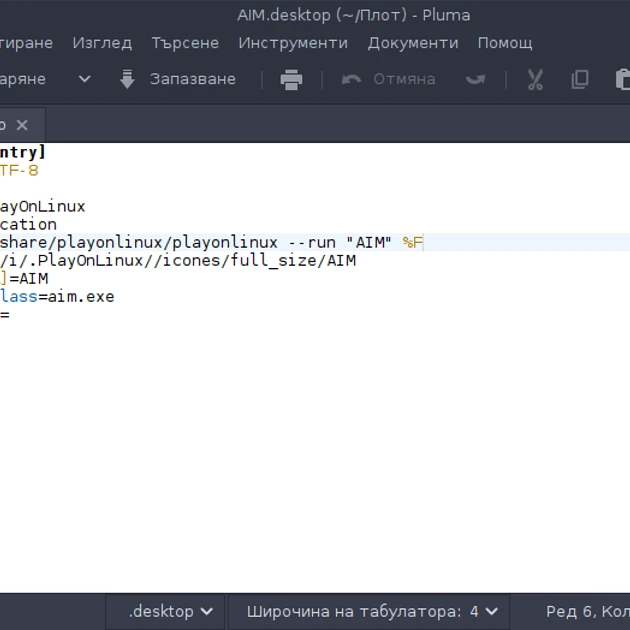 AIM.desktop (~/Плот) - Pluma
тиране Изглед Търсене Инструменти Документи Помощ
аряне Запазване Отмяна
p
ntry]
TF-8
ayOnLinux
cation
share/playonlinux/playonlinux --run "AIM" %F
/i/.PlayOnLinux//icones/full_size/AIM
]=AIM
lass=aim.exe
=
.desktop Широчина на табулатора: 4 Ред 6, Кол